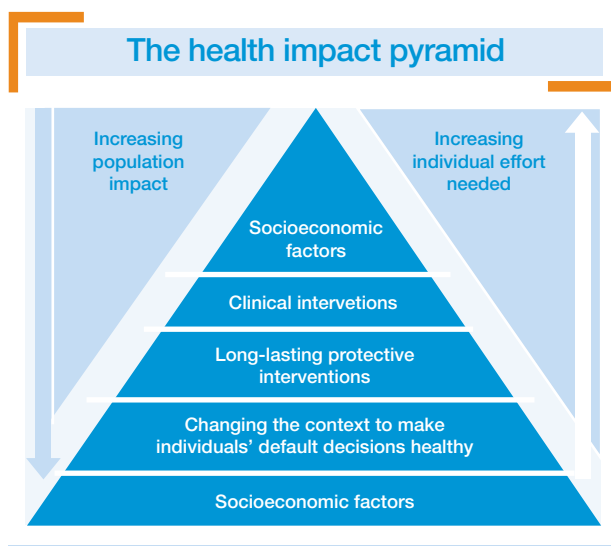 The health impact pyramid
Increasing
population
impact
Increasing
individual effort
needed
Socioeconomic
factors
Clinical intervetions
Long-lasting protective
interventions
Changing the context to make
individuals’ default decisions healthy
Socioeconomic factors